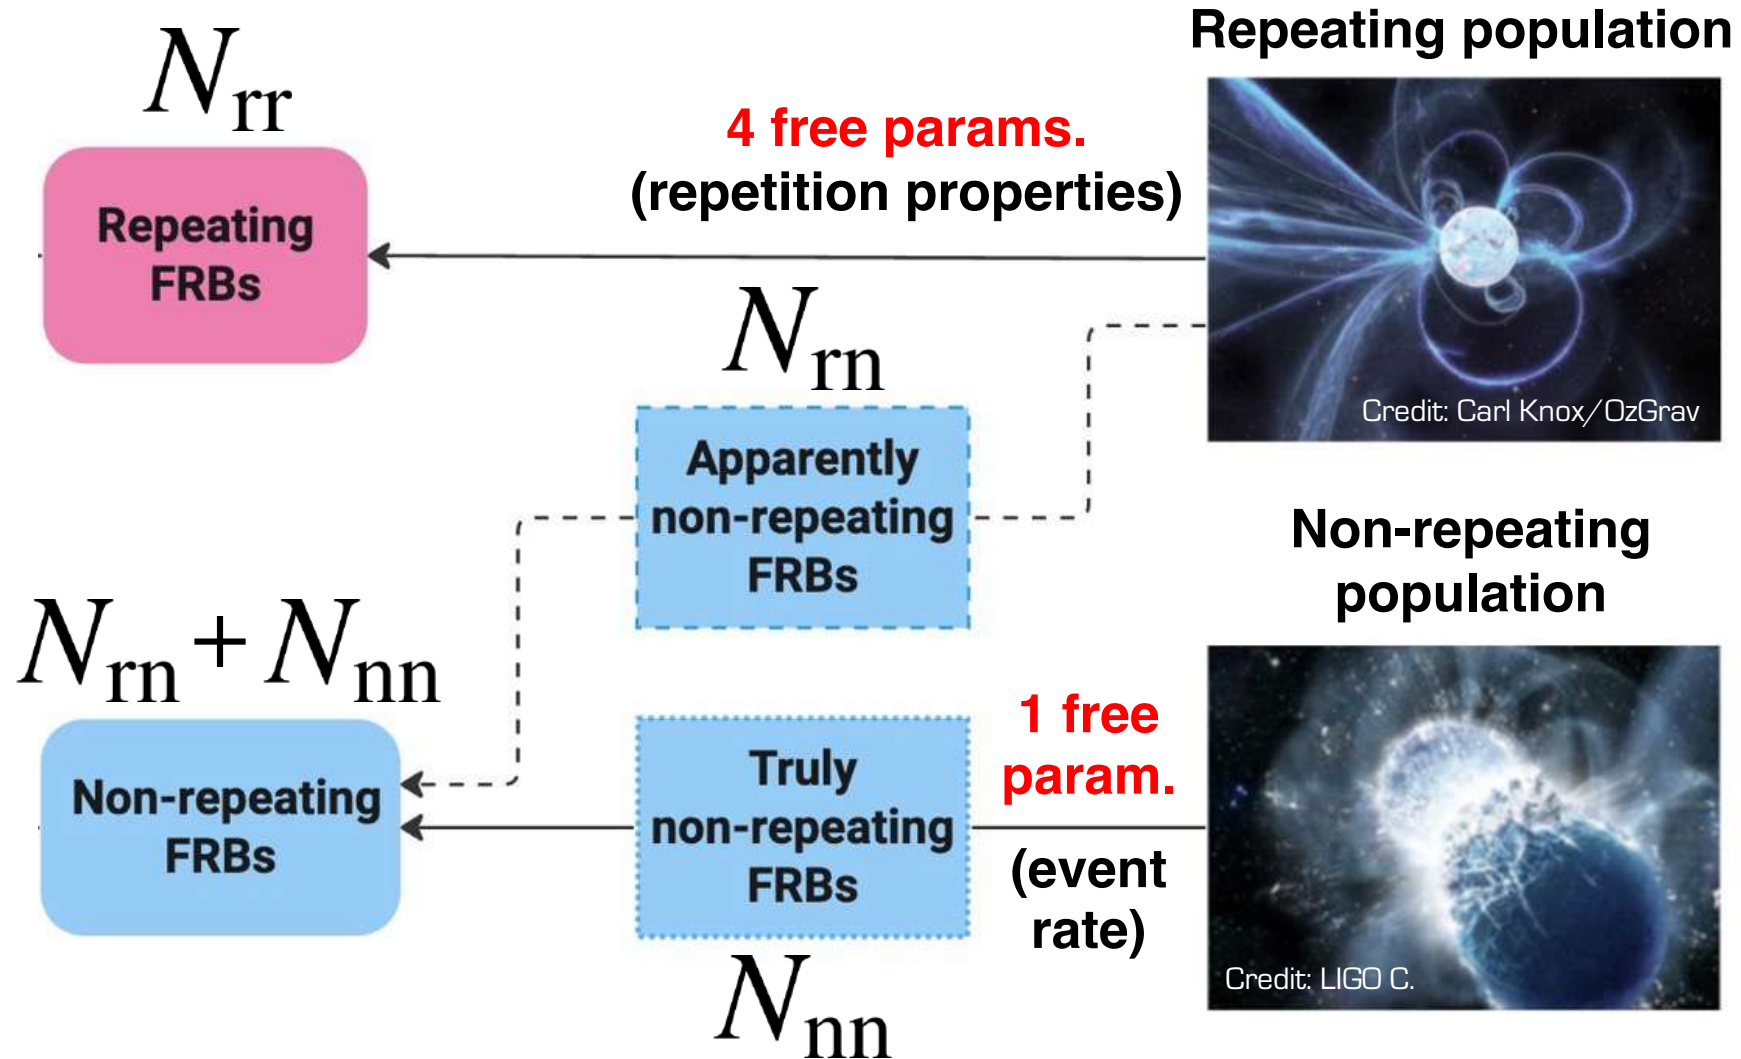 Repeating population
N_rr
4 free params.
(repetition properties)
Repeating
FRBs
N_rn
Credit: Carl Knox/OzGrav
Apparently
non-repeating
FRBs
Non-repeating
population
N_rn + N_nn
1 free
param.
Truly
non-repeating
FRBs
Non-repeating
FRBs
(event
rate)
N_nn
Credit: LIGO C.